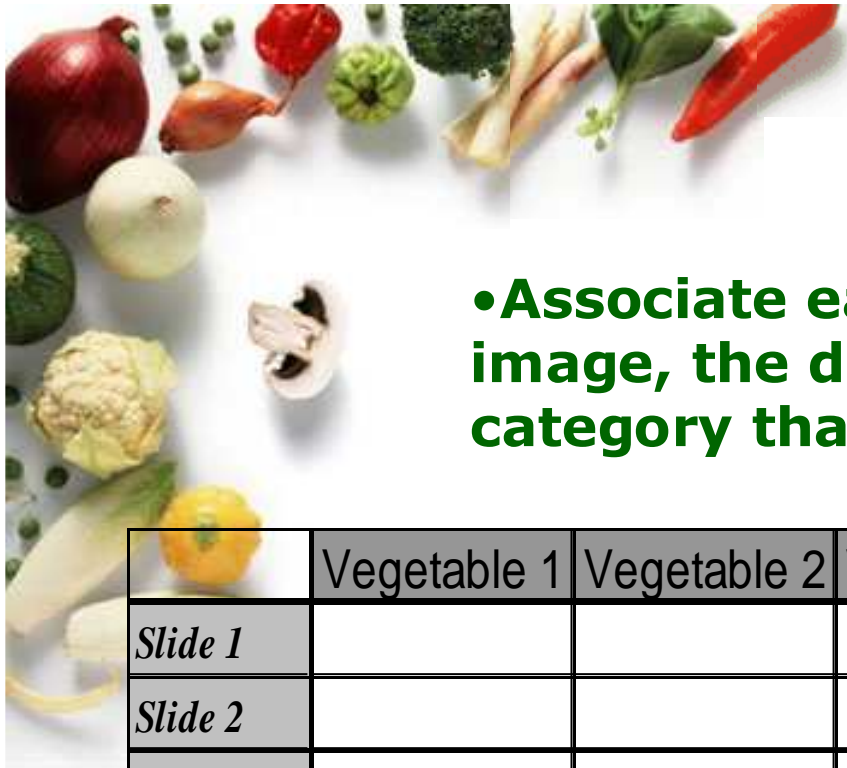 •Associate ea
image, the d
category tha
Vegetable 1 Vegetable 2
Slide 1
Slide 2